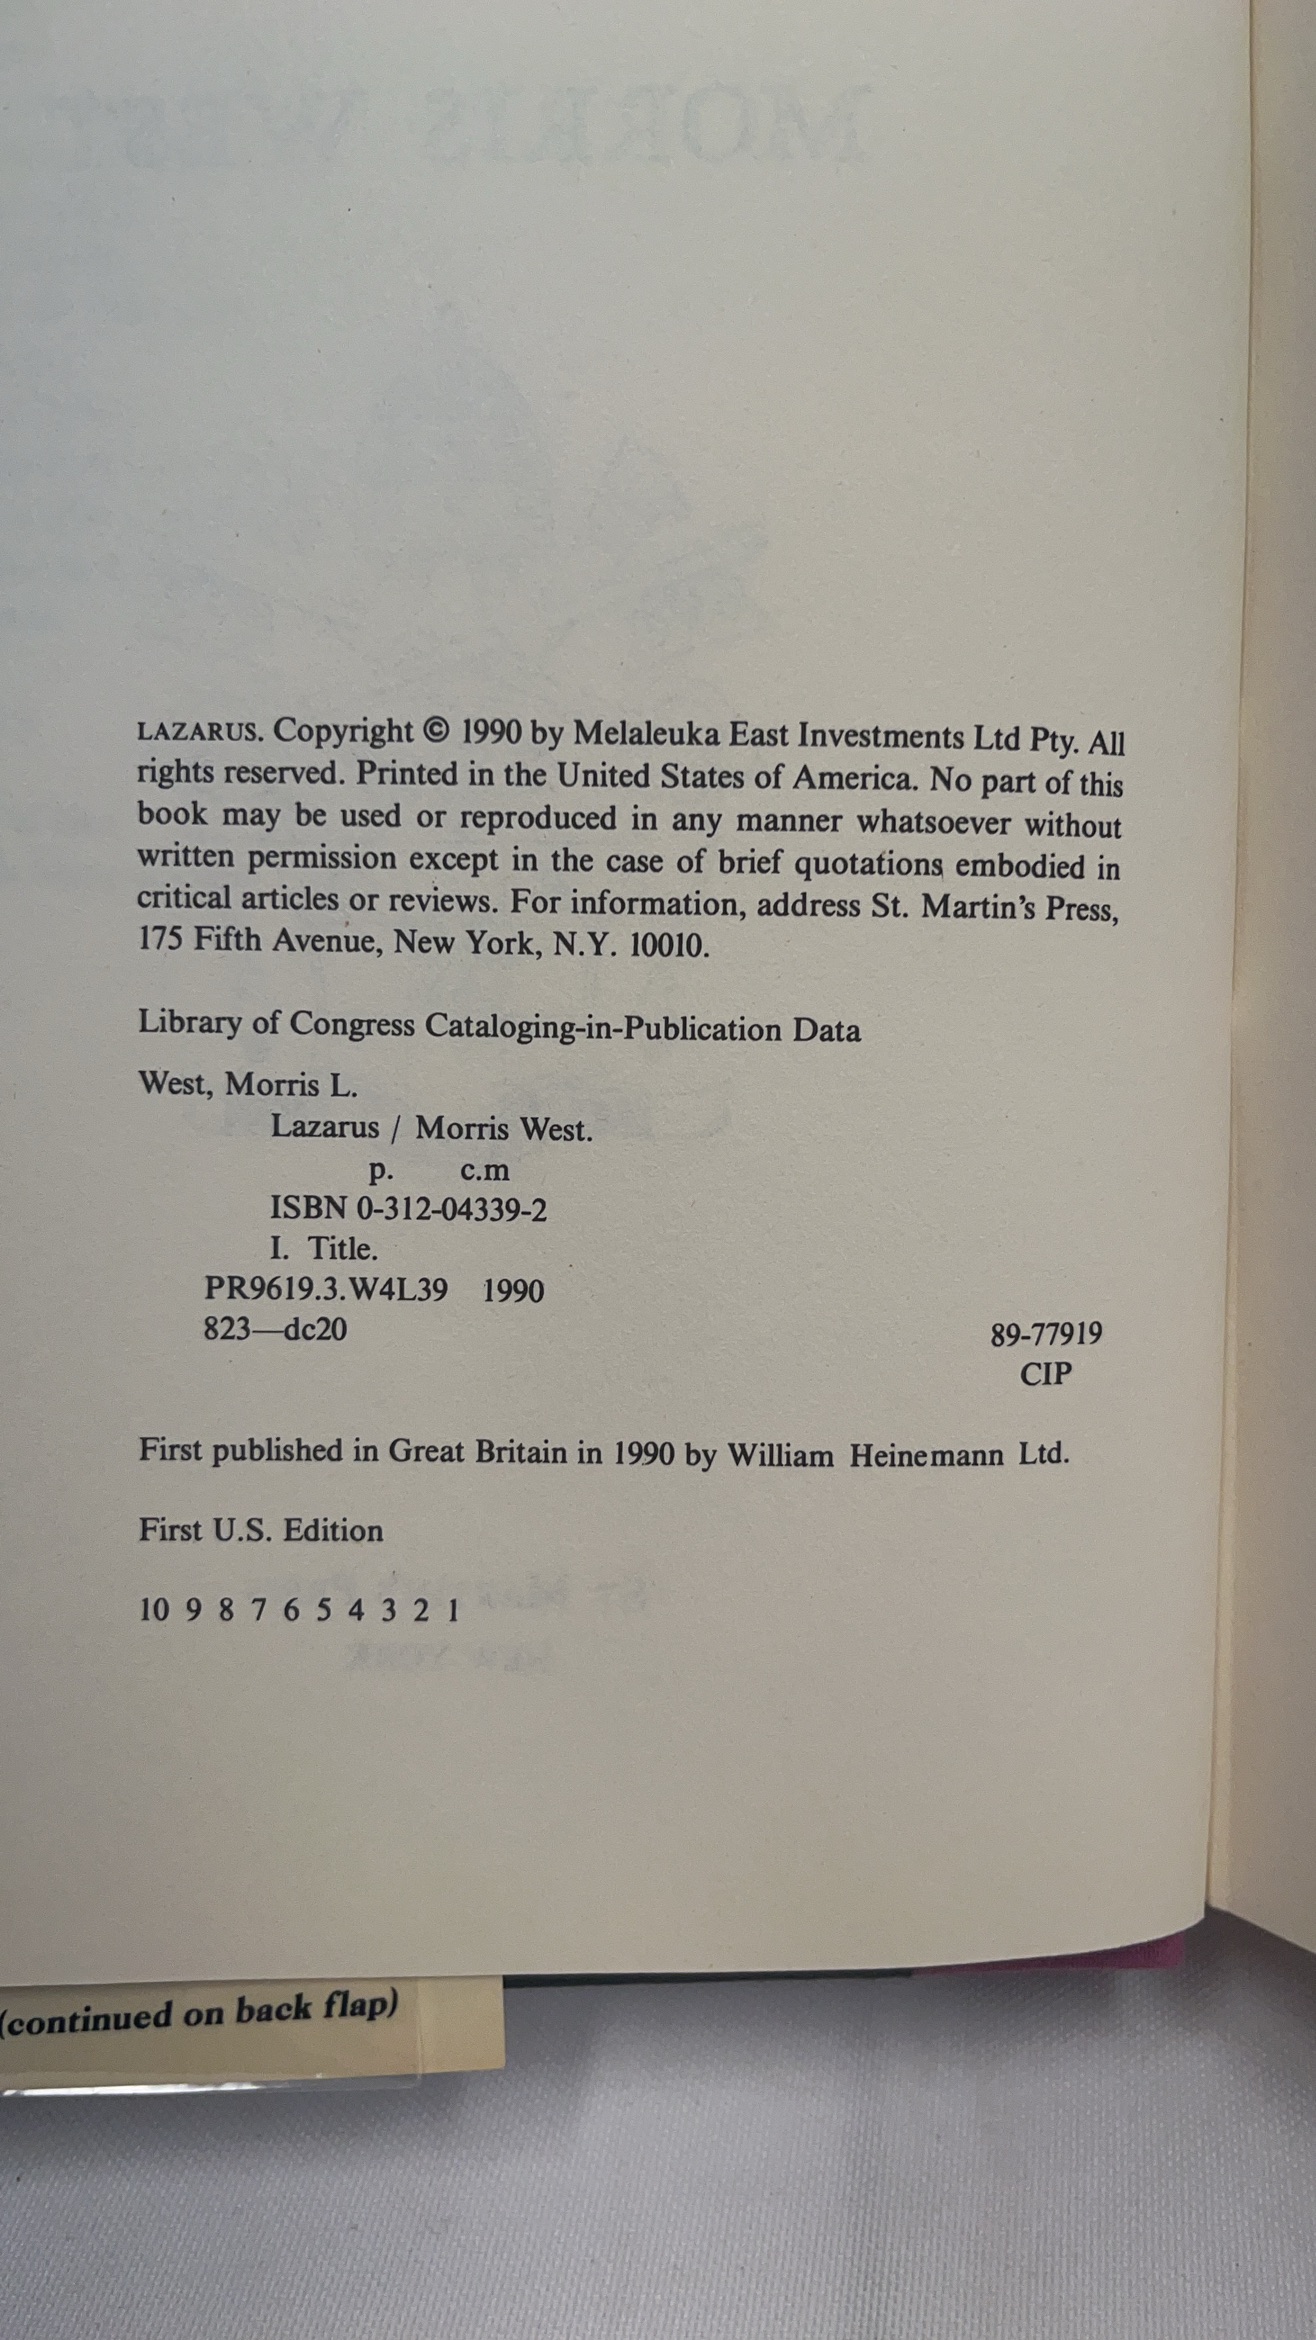 LAZARUS. Copyright © 1990 by Melaleuka East Investments Ltd Pty. All
rights reserved. Printed in the United States of America. No part of this
book may be used or reproduced in any manner whatsoever without
written permission except in the case of brief quotations embodied in
critical articles or reviews. For information, address St. Martin's Press,
175 Fifth Avenue, New York, N.Y. 10010.
Library of Congress Cataloging-in-Publication Data
West, Morris L.
Lazarus / Morris West.
p. c.m
ISBN 0-312-04339-2
I. Title.
PR9619.3.W4L39 1990
823—dc20 89-77919
CIP
First published in Great Britain in 1990 by William Heinemann Ltd.
First U.S. Edition
10 9 8 7 6 5 4 3 2 1
(continued on back flap)